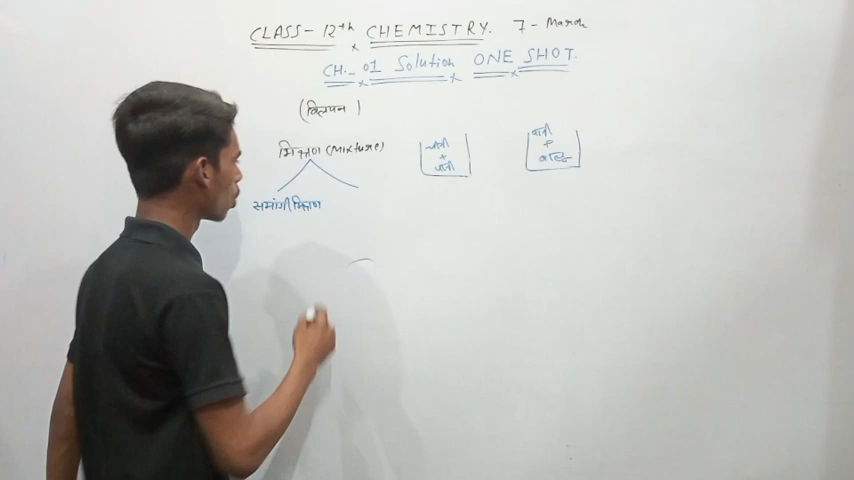 CLASS - 12th CHEMISTRY. 7 - March
CH. - 01 Solution ONE SHOT.
(विलयन)
मिश्रण (Mixture)
चीनी
+
पानी
पानी
+
बालू
समांगी मिश्रण